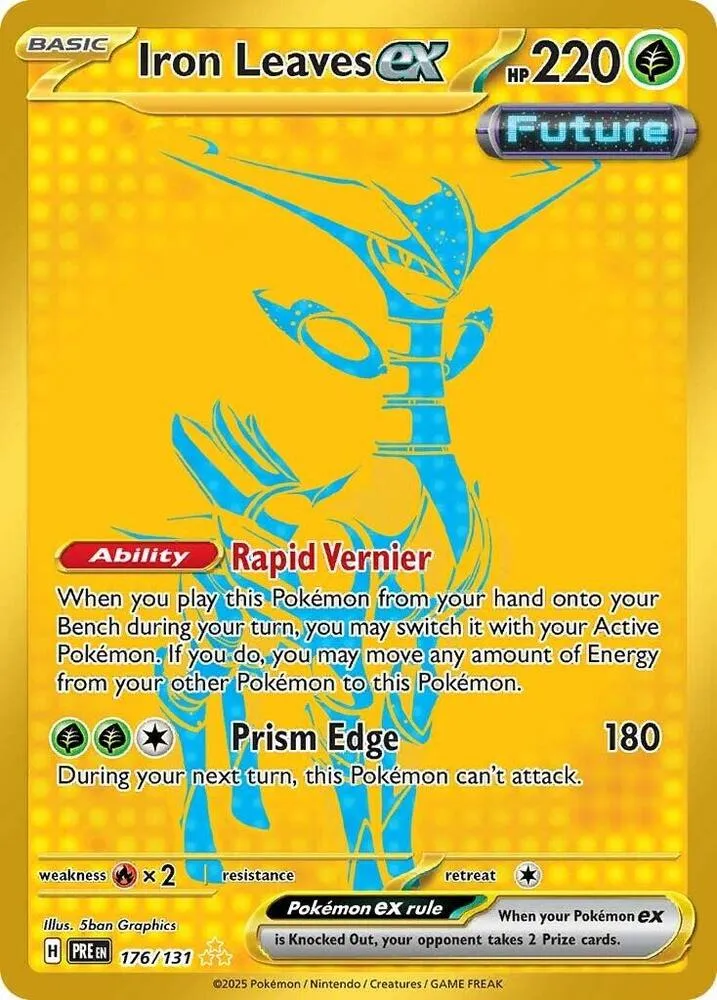 BASIC Iron Leaves ex HP 220
Future
Ability Rapid Vernier
When you play this Pokémon from your hand onto your
Bench during your turn, you may switch it with your Active
Pokémon. If you do, you may move any amount of Energy
from your other Pokémon to this Pokémon.
Prism Edge 180
During your next turn, this Pokémon can't attack.
weakness ×2 resistance retreat
Illus. 5ban Graphics
Pokémon ex rule
When your Pokémon ex
is Knocked Out, your opponent takes 2 Prize cards.
H PRE EN 176/131
©2025 Pokémon / Nintendo / Creatures / GAME FREAK